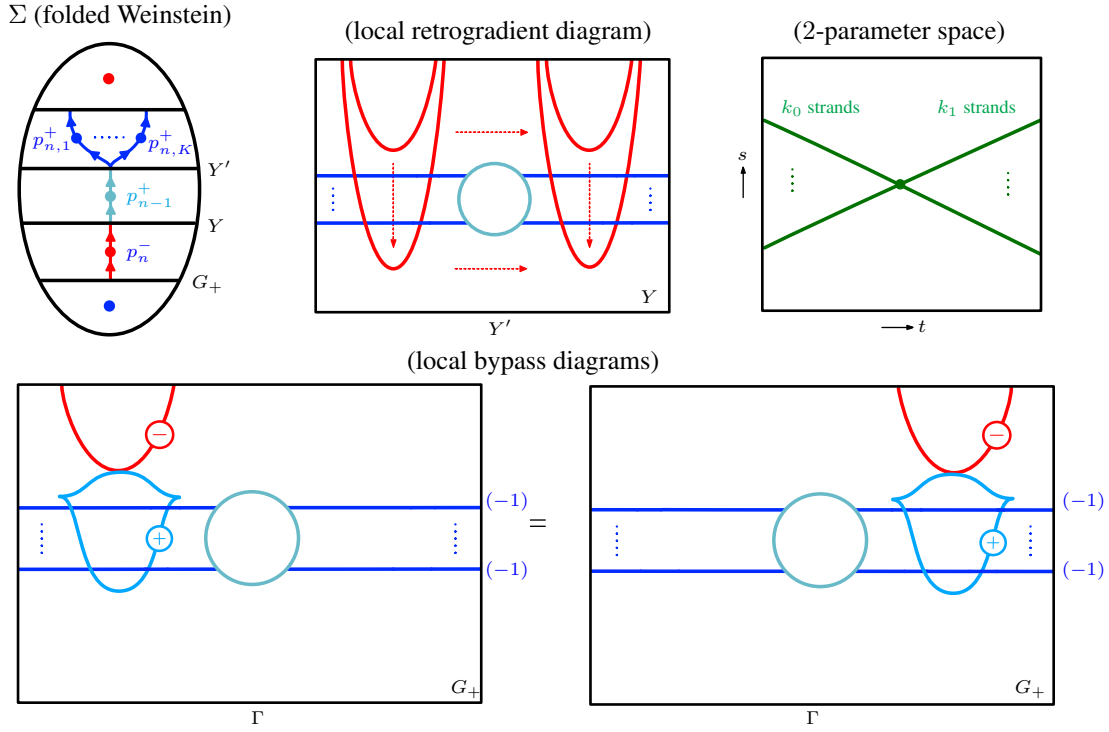 Σ (folded Weinstein)
(local retrogradient diagram)
(2-parameter space)
p⁺ₙ,₁
p⁺ₙ,K
Y′
p⁺ₙ₋₁
Y
p⁻ₙ
G₊
Y
Y′
k₀ strands
k₁ strands
s
t
(local bypass diagrams)
−
+
(−1)
(−1)
G₊
Γ
=
−
+
(−1)
(−1)
G₊
Γ